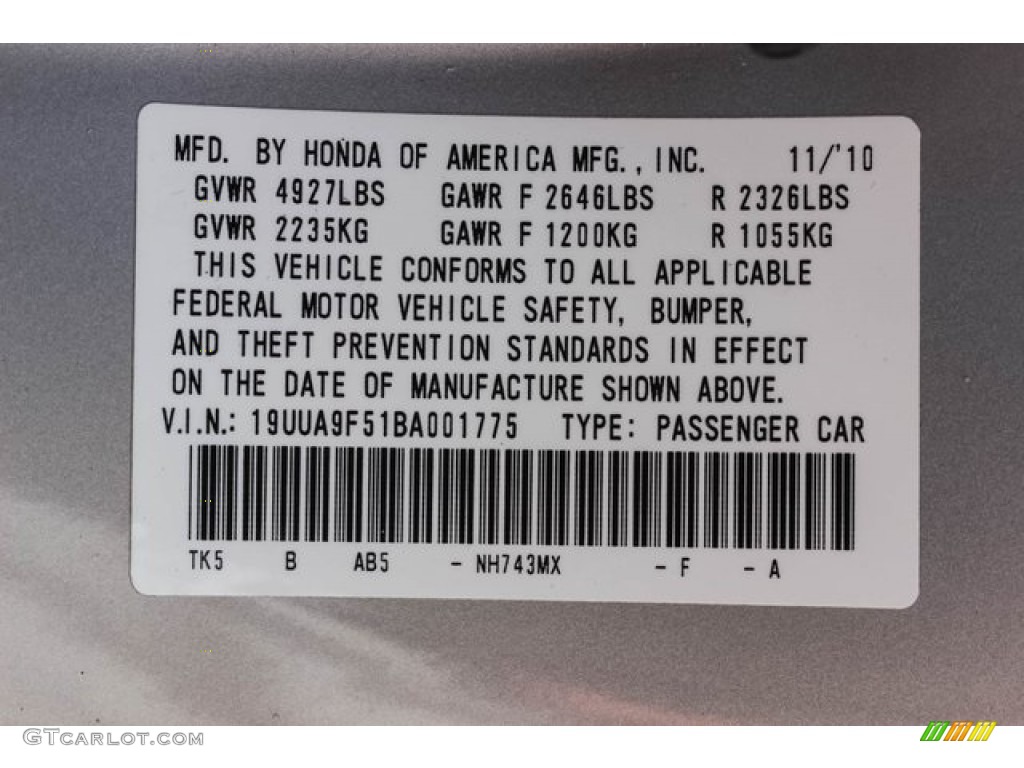 MFD. BY HONDA OF AMERICA MFG., INC. 11/'10
GVWR 4927LBS GAWR F 2646LBS R 2326LBS
GVWR 2235KG GAWR F 1200KG R 1055KG
THIS VEHICLE CONFORMS TO ALL APPLICABLE
FEDERAL MOTOR VEHICLE SAFETY, BUMPER,
AND THEFT PREVENTION STANDARDS IN EFFECT
ON THE DATE OF MANUFACTURE SHOWN ABOVE.
V.I.N.: 19UUA9F51BA001775 TYPE: PASSENGER CAR
TK5 B AB5 - NH743MX - F - A
GTCARLOT.COM